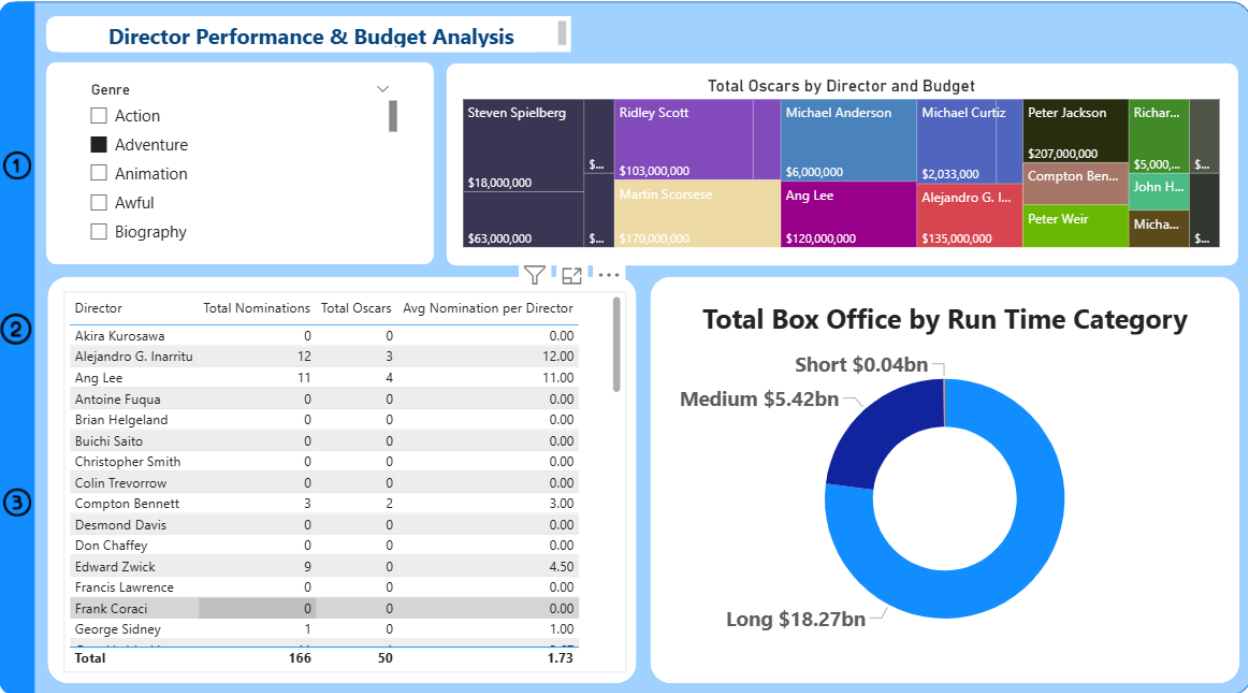 Director Performance & Budget Analysis
Genre
Action
Adventure
Animation
Awful
Biography
Total Oscars by Director and Budget
Steven Spielberg
$18,000,000
$63,000,000
$...
$...
Ridley Scott
$103,000,000
Martin Scorsese
$170,000,000
Michael Anderson
$6,000,000
Ang Lee
$120,000,000
Michael Curtiz
$2,033,000
Alejandro G. I...
$135,000,000
Peter Jackson
$207,000,000
Compton Ben...
Peter Weir
Richar...
$5,000,...
John H...
Micha...
$...
$...
1
2
3
Director Total Nominations Total Oscars Avg Nomination per Director
Akira Kurosawa 0 0 0.00
Alejandro G. Inarritu 12 3 12.00
Ang Lee 11 4 11.00
Antoine Fuqua 0 0 0.00
Brian Helgeland 0 0 0.00
Buichi Saito 0 0 0.00
Christopher Smith 0 0 0.00
Colin Trevorrow 0 0 0.00
Compton Bennett 3 2 3.00
Desmond Davis 0 0 0.00
Don Chaffey 0 0 0.00
Edward Zwick 9 0 4.50
Francis Lawrence 0 0 0.00
Frank Coraci 0 0 0.00
George Sidney 1 0 1.00
Total 166 50 1.73
Total Box Office by Run Time Category
Short $0.04bn
Medium $5.42bn
Long $18.27bn